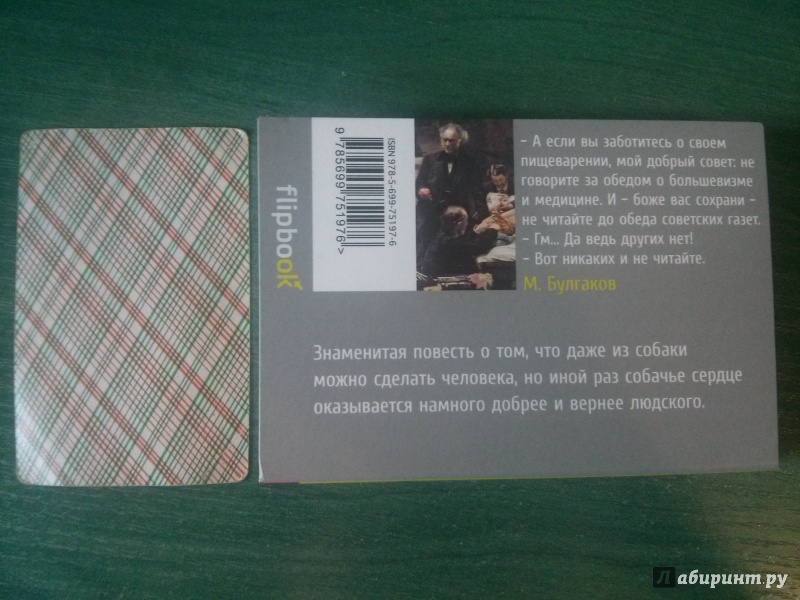 - А если вы заботитесь о своем
пищеварении, мой добрый совет: не
говорите за обедом о большевизме
и медицине. И - боже вас сохрани -
не читайте до обеда советских газет.
- Гм... Да ведь других нет!
- Вот никаких и не читайте.
М. Булгаков
Знаменитая повесть о том, что даже из собаки
можно сделать человека, но иной раз собачье сердце
оказывается намного добрее и вернее людского.
ISBN 978-5-699-75197-6
9 785699 751976 >
flipbook
Лабиринт.ру